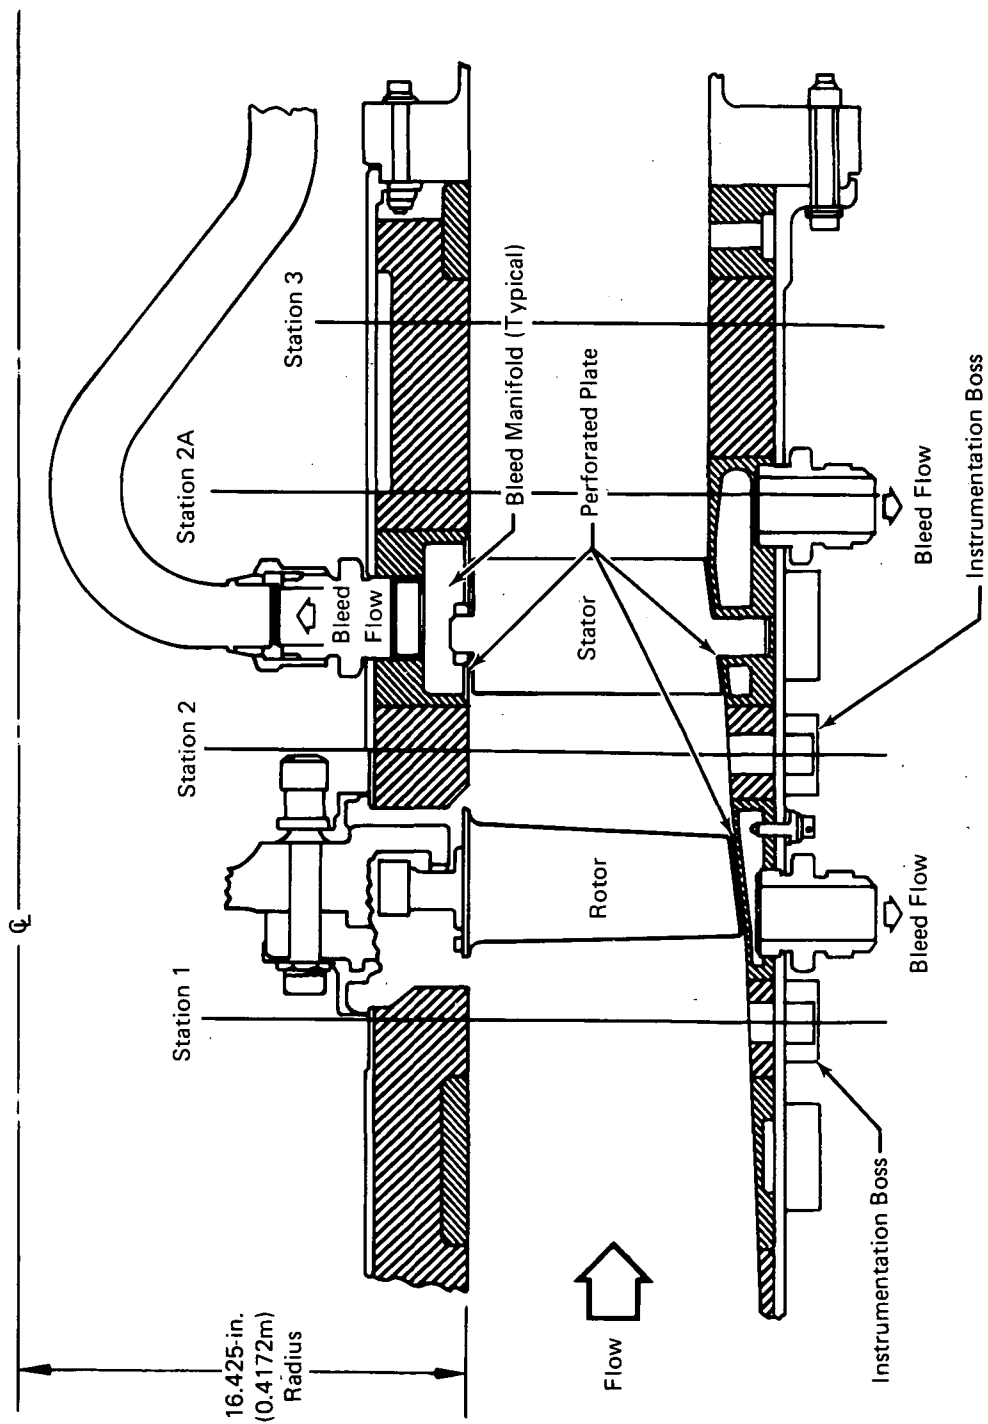 ℄
16.425-in.
(0.4172m)
Radius
Station 1
Station 2
Station 2A
Station 3
Bleed
Flow
Bleed Manifold (Typical)
Perforated Plate
Rotor
Stator
Flow
Bleed Flow
Bleed Flow
Instrumentation Boss
Instrumentation Boss